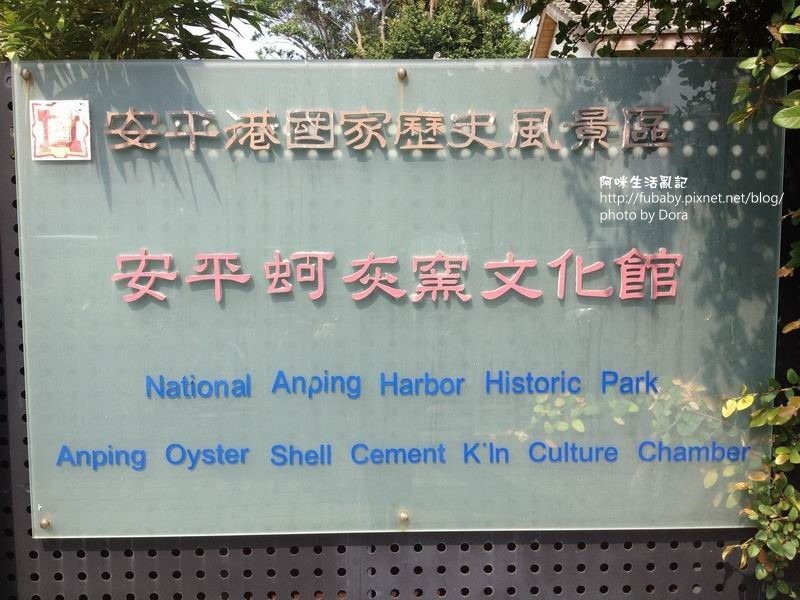 安平港國家歷史風景區
阿咪生活亂記
http://fubaby.pixnet.net/blog/
photo by Dora
安平蚵灰窯文化館
National Anping Harbor Historic Park
Anping Oyster Shell Cement K˙ln Culture Chamber